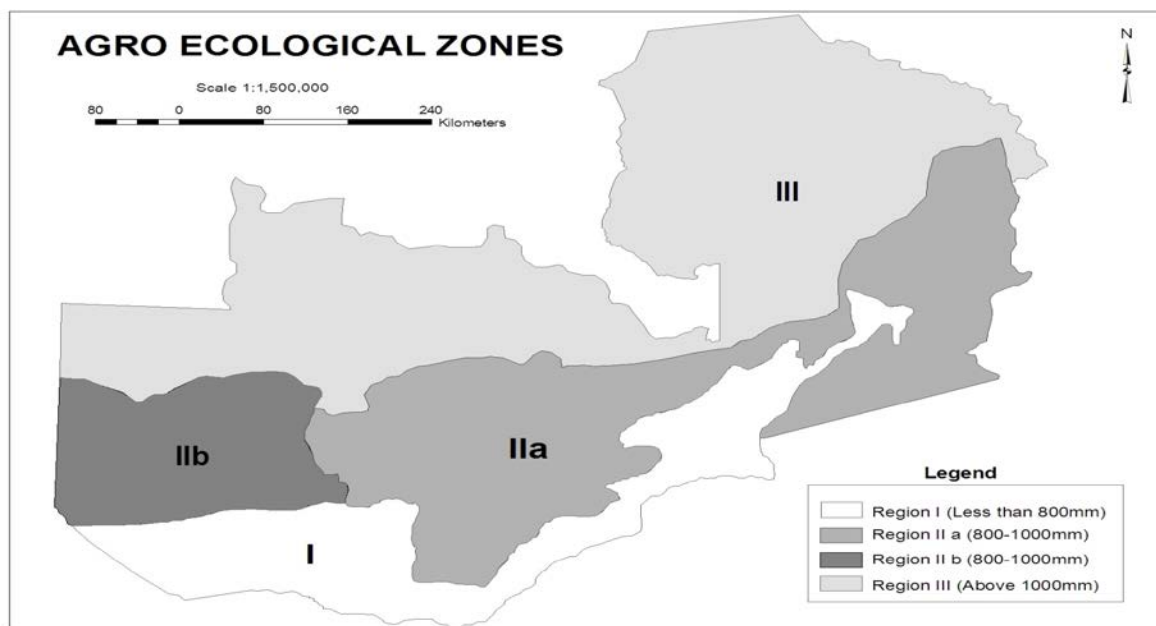 AGRO ECOLOGICAL ZONES
N
Scale 1:1,500,000
80 0 80 160 240
Kilometers
III
IIb
IIa
I
Legend
Region I (Less than 800mm)
Region II a (800-1000mm)
Region II b (800-1000mm)
Region III (Above 1000mm)